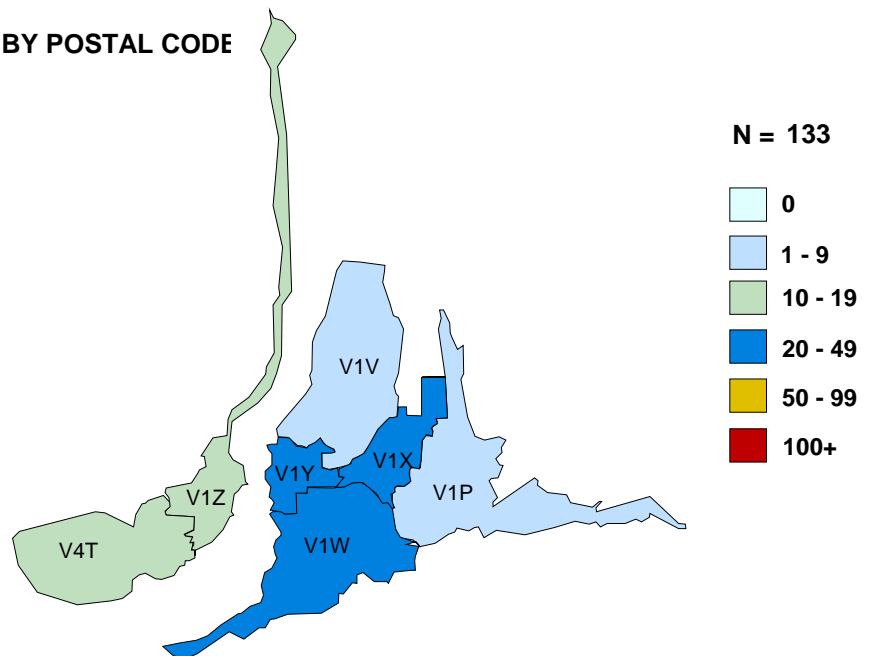 BY POSTAL CODE
N = 133
0
1 - 9
10 - 19
20 - 49
50 - 99
100+
V1V
V1Y
V1X
V1Z
V1P
V4T
V1W